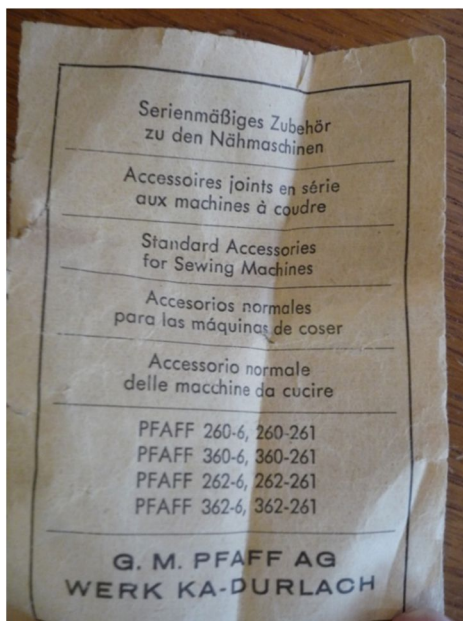 Serienmäßiges Zubehör
zu den Nähmaschinen
Accessoires joints en série
aux machines à coudre
Standard Accessories
for Sewing Machines
Accesorios normales
para las máquinas de coser
Accessorio normale
delle macchine da cucire
PFAFF 260-6, 260-261
PFAFF 360-6, 360-261
PFAFF 262-6, 262-261
PFAFF 362-6, 362-261
G. M. PFAFF AG
WERK KA-DURLACH